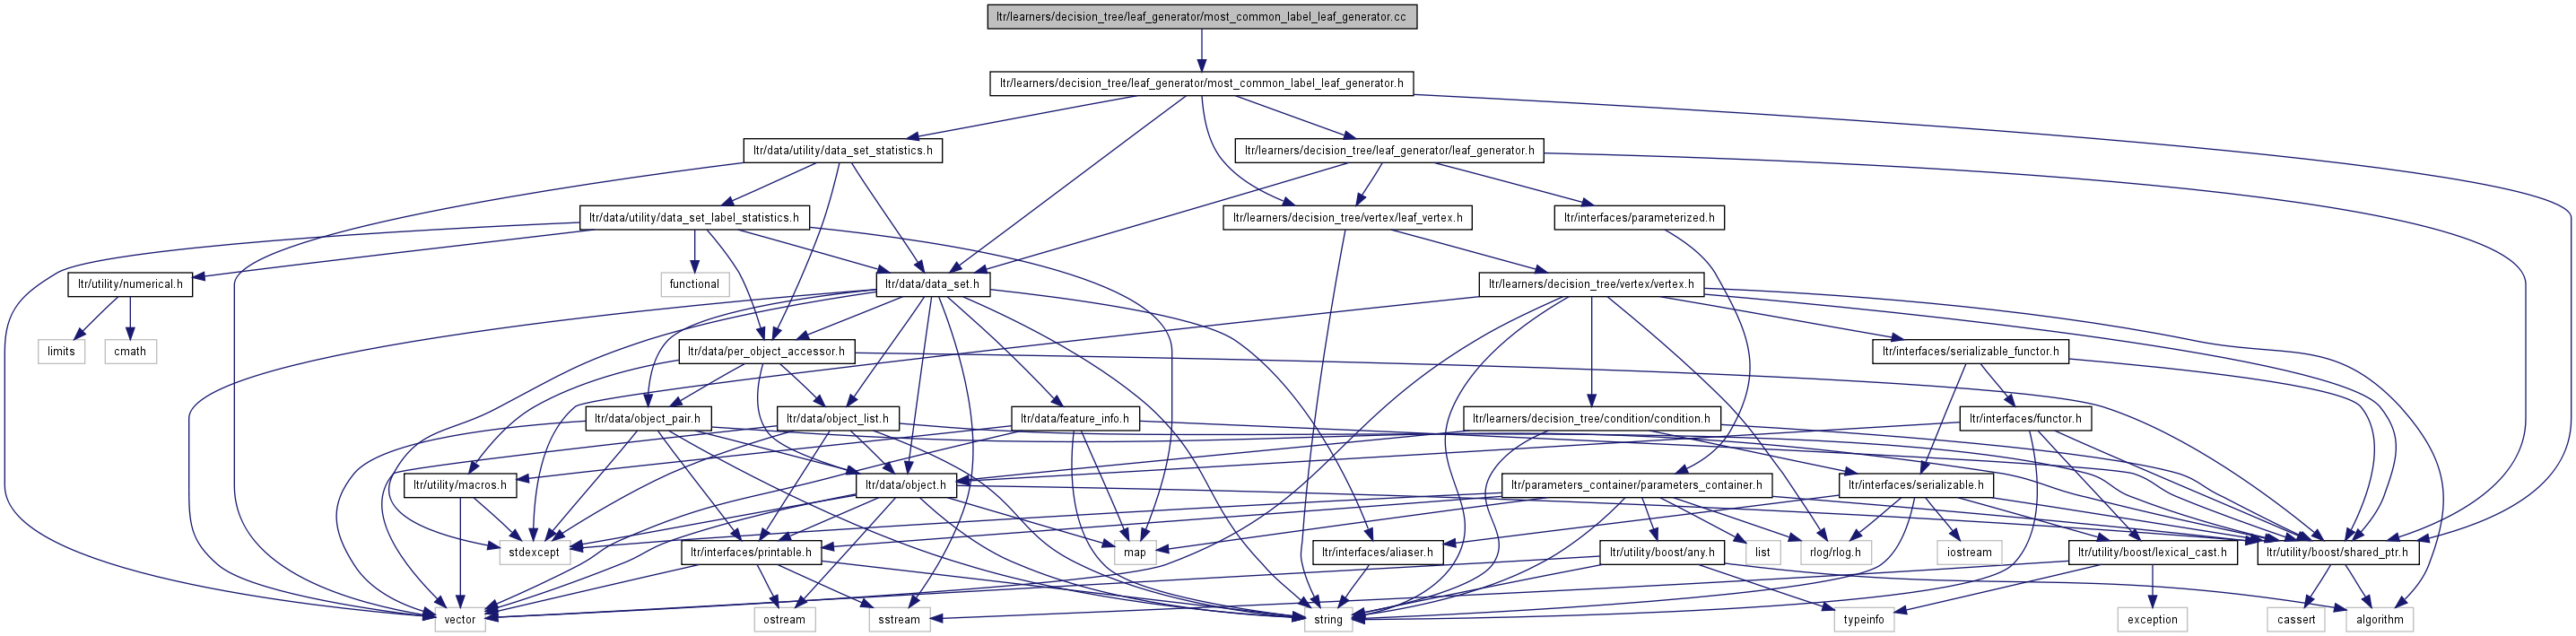 ltr/learners/decision_tree/leaf_generator/most_common_label_leaf_generator.cc
ltr/learners/decision_tree/leaf_generator/most_common_label_leaf_generator.h
ltr/data/utility/data_set_statistics.h
ltr/learners/decision_tree/leaf_generator/leaf_generator.h
ltr/data/utility/data_set_label_statistics.h
ltr/learners/decision_tree/vertex/leaf_vertex.h
ltr/interfaces/parameterized.h
ltr/utility/numerical.h
functional
ltr/data/data_set.h
ltr/learners/decision_tree/vertex/vertex.h
limits
cmath
ltr/data/per_object_accessor.h
ltr/interfaces/serializable_functor.h
ltr/data/object_pair.h
ltr/data/object_list.h
ltr/data/feature_info.h
ltr/learners/decision_tree/condition/condition.h
ltr/interfaces/functor.h
ltr/utility/macros.h
ltr/data/object.h
ltr/parameters_container/parameters_container.h
ltr/interfaces/serializable.h
stdexcept
ltr/interfaces/printable.h
map
ltr/interfaces/aliaser.h
ltr/utility/boost/any.h
list
rlog/rlog.h
iostream
ltr/utility/boost/lexical_cast.h
ltr/utility/boost/shared_ptr.h
vector
ostream
sstream
string
typeinfo
exception
cassert
algorithm